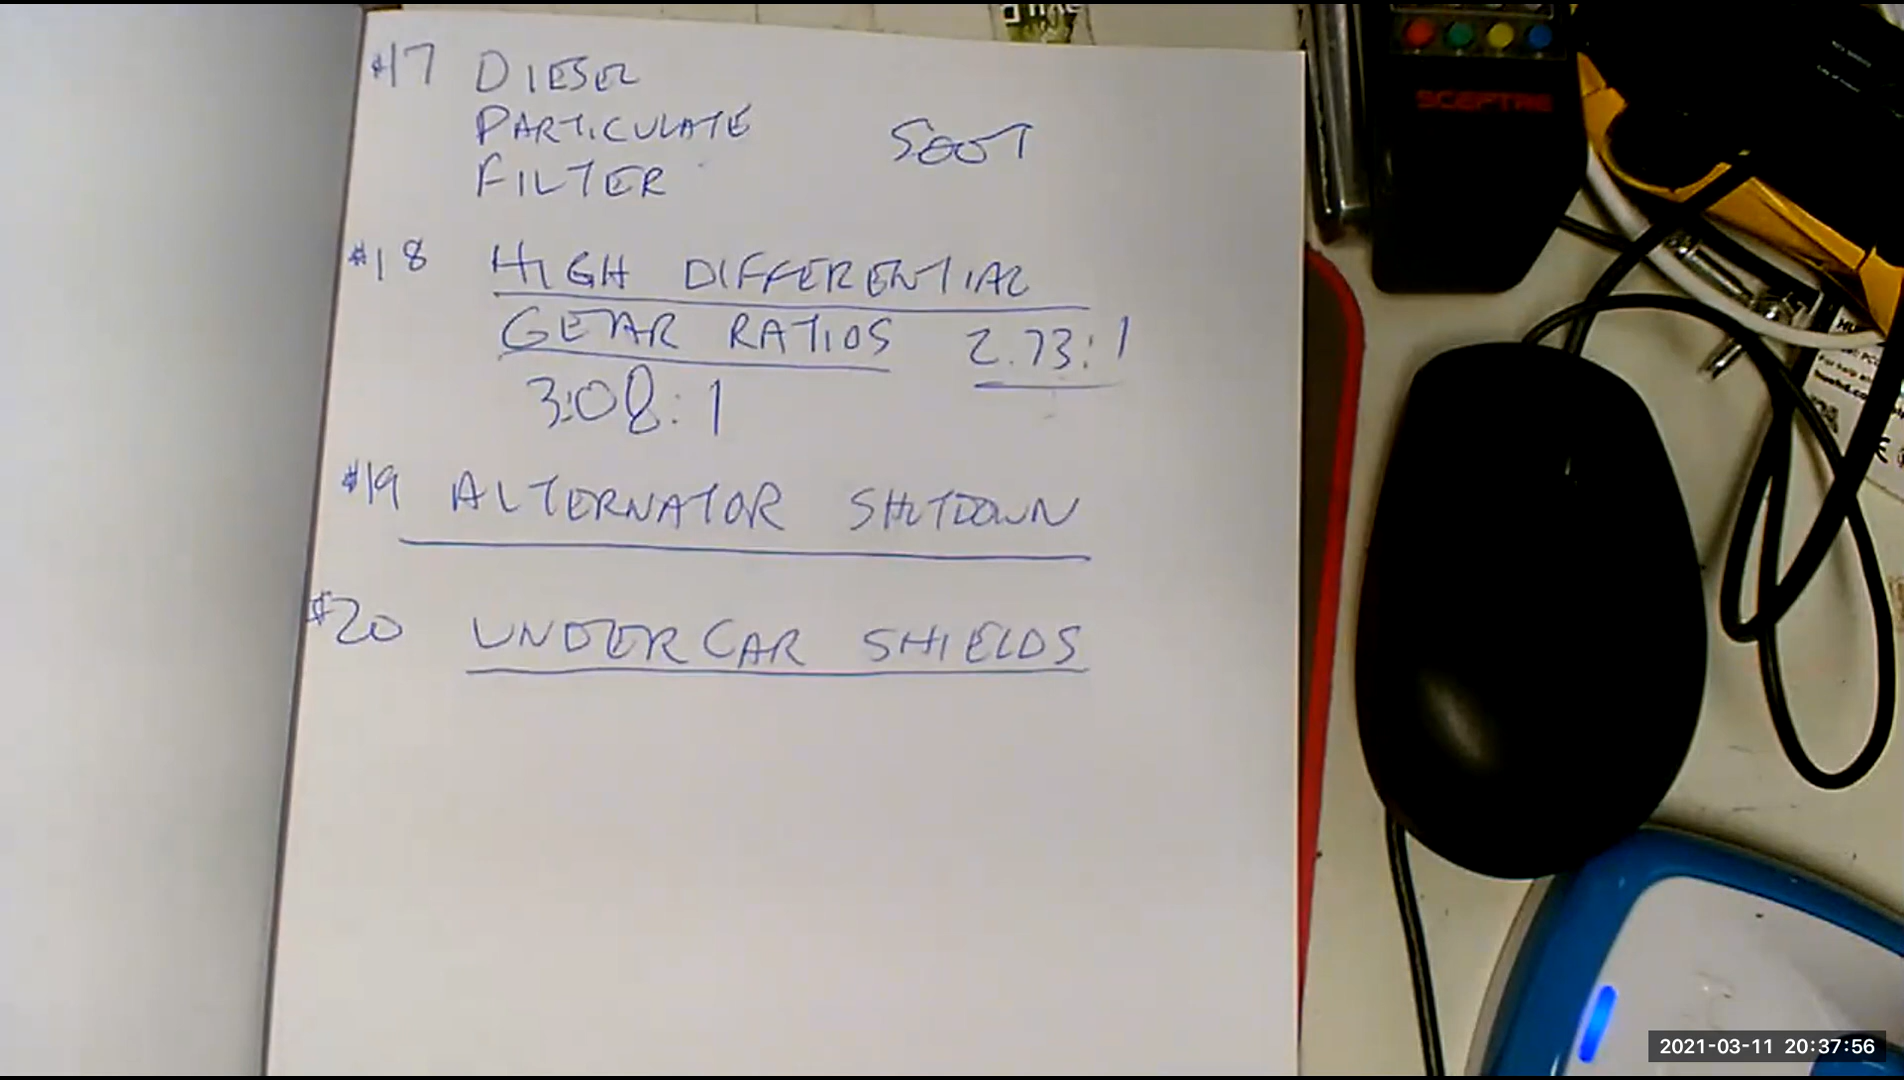 #17 DIESEL
PARTICULATE
FILTER
SOOT
#18 HIGH DIFFERENTIAL
GEAR RATIOS 2.73:1
3:08:1
#19 ALTERNATOR SHUTDOWN
#20 UNDERCAR SHIELDS
SCEPTRE
2021-03-11 20:37:56